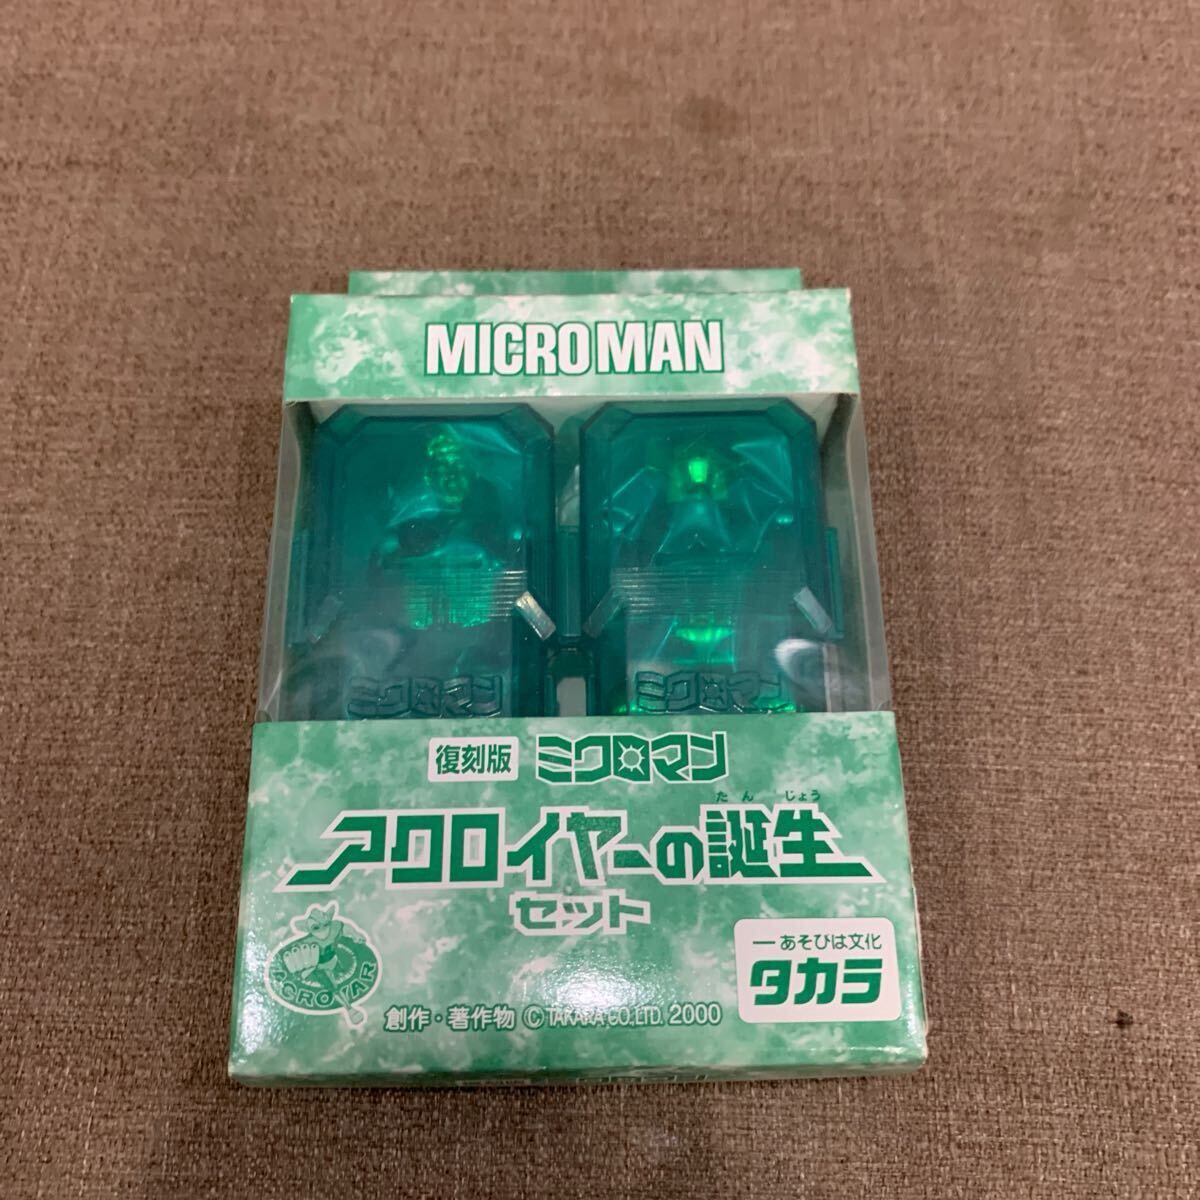 MICROMAN
ミクロマン
ミクロマン
復刻版 ミクロマン
たんじょう
アクロイヤーの誕生
セット
ACROYEAR
あそびは文化
タカラ
創作・著作物 ©TAKARA CO.,LTD. 2000